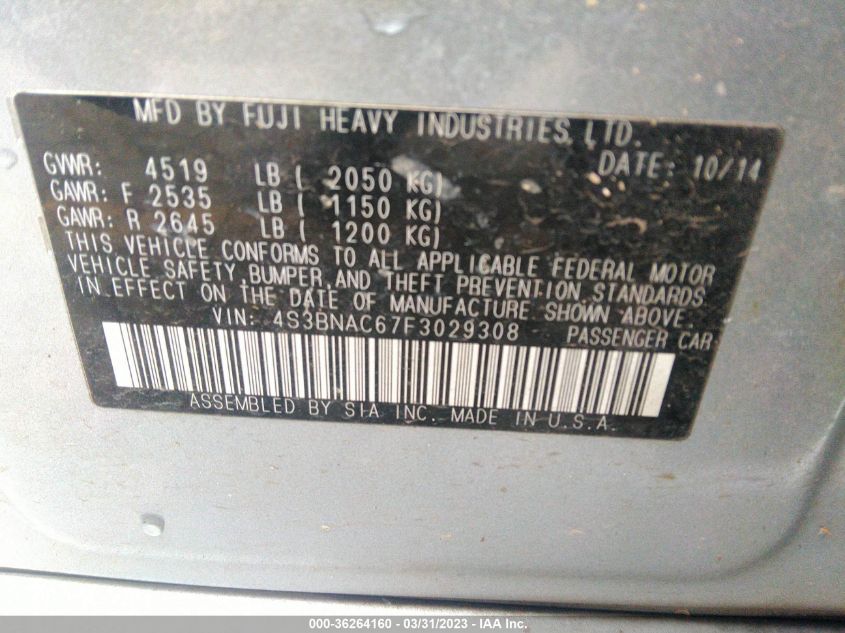 MFD BY FUJI HEAVY INDUSTRIES, LTD.
DATE: 10/14
GVWR: 4519 LB ( 2050 KG)
GAWR: F 2535 LB ( 1150 KG)
GAWR: R 2645 LB ( 1200 KG)
THIS VEHICLE CONFORMS TO ALL APPLICABLE FEDERAL MOTOR
VEHICLE SAFETY BUMPER, AND THEFT PREVENTION STANDARDS
IN EFFECT ON THE DATE OF MANUFACTURE SHOWN ABOVE.
VIN: 4S3BNAC67F3029308 PASSENGER CAR
ASSEMBLED BY SIA INC. MADE IN U.S.A.
000-36264160 - 03/31/2023 - IAA Inc.